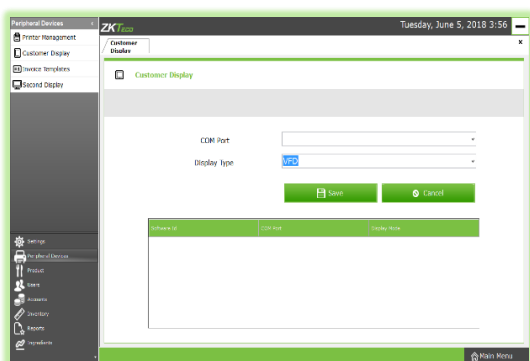 Peripheral Devices
Printer Management
Customer Display
Invoice Templates
Second Display
Settings
Peripheral Devices
Product
Users
Accounts
Inventory
Reports
Ingredients
ZKTeco
Tuesday, June 5, 2018 3:56
Customer Display
x
Customer Display
COM Port
Display Type
VFD
Save
Cancel
COM Port
Display Mode
Main Menu